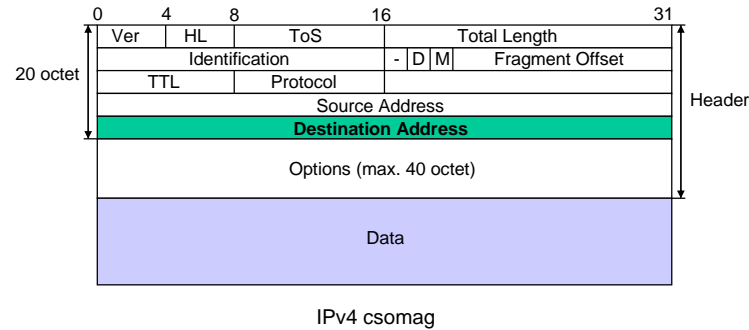 0 4 8 16 31
Ver HL ToS Total Length
Identification - D M Fragment Offset
20 octet
TTL Protocol
Header
Source Address
Destination Address
Options (max. 40 octet)
Data
IPv4 csomag